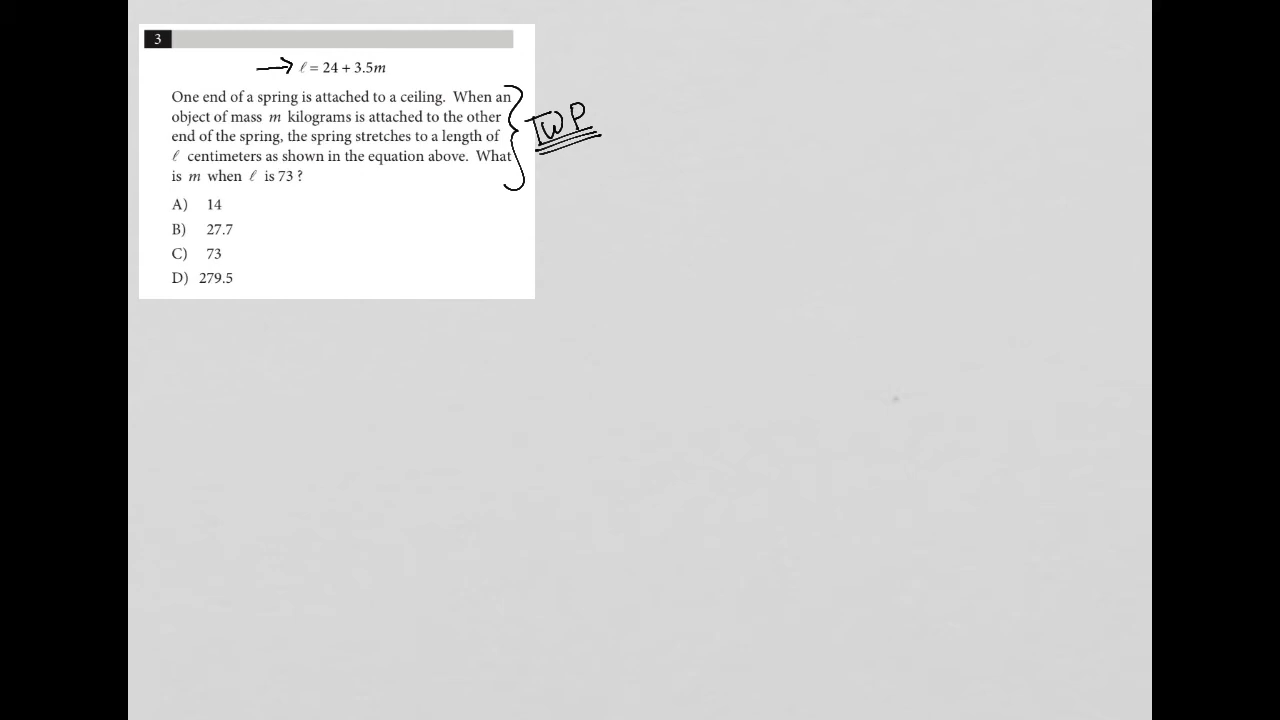 3
ℓ = 24 + 3.5m
One end of a spring is attached to a ceiling. When an
object of mass m kilograms is attached to the other
end of the spring, the spring stretches to a length of
ℓ centimeters as shown in the equation above. What
is m when ℓ is 73 ?
TWP
A) 14
B) 27.7
C) 73
D) 279.5